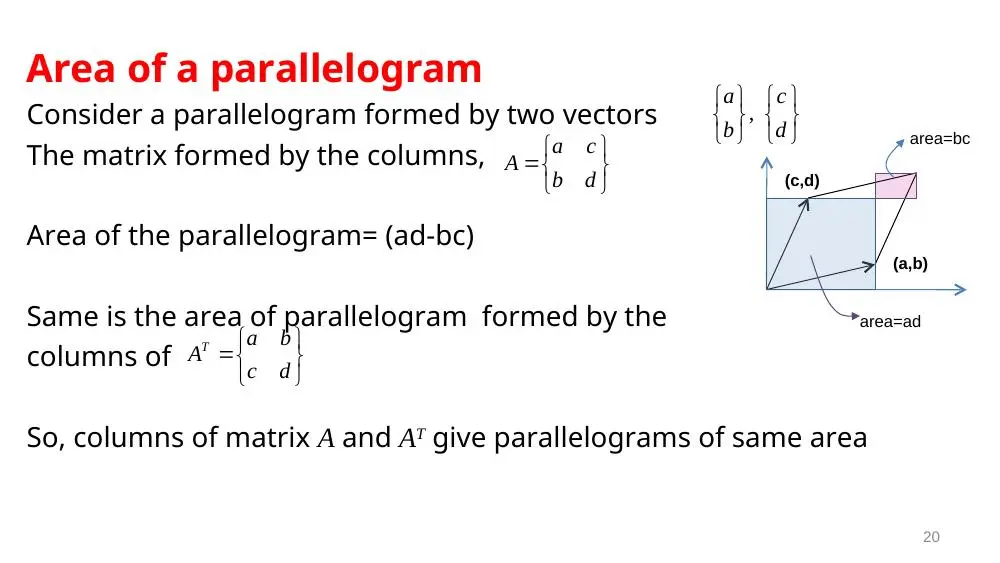 Area of a parallelogram
Consider a parallelogram formed by two vectors {a b}, {c d}
The matrix formed by the columns, A = {a c
b d}
Area of the parallelogram= (ad-bc)
Same is the area of parallelogram formed by the
columns of Aᵀ = {a b
c d}
So, columns of matrix A and Aᵀ give parallelograms of same area
area=bc
(c,d)
(a,b)
area=ad
20